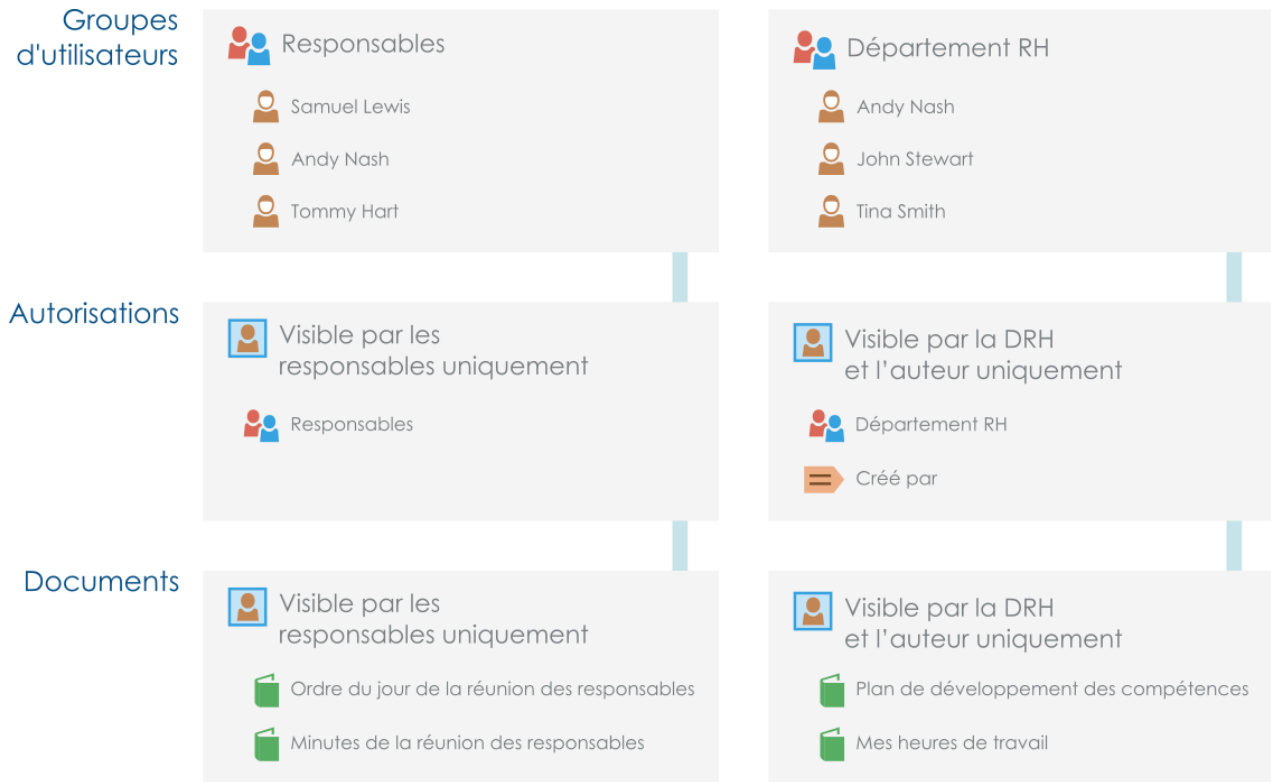 Groupes
d'utilisateurs
Responsables
Samuel Lewis
Andy Nash
Tommy Hart
Département RH
Andy Nash
John Stewart
Tina Smith
Autorisations
Visible par les
responsables uniquement
Responsables
Visible par la DRH
et l’auteur uniquement
Département RH
Créé par
Documents
Visible par les
responsables uniquement
Ordre du jour de la réunion des responsables
Minutes de la réunion des responsables
Visible par la DRH
et l’auteur uniquement
Plan de développement des compétences
Mes heures de travail